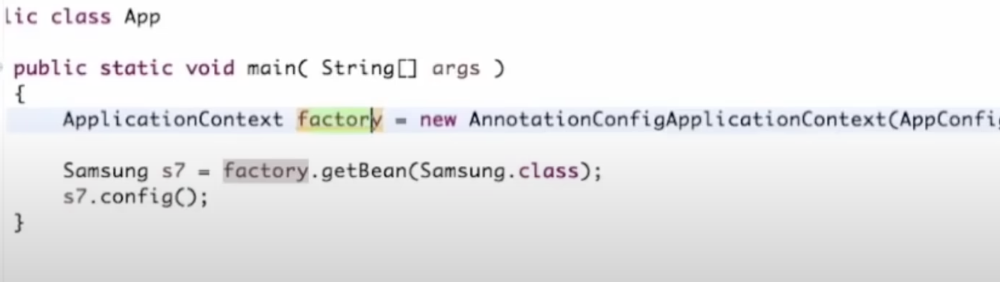 lic class App
public static void main( String[] args )
{
ApplicationContext factory = new AnnotationConfigApplicationContext(AppConfig
Samsung s7 = factory.getBean(Samsung.class);
s7.config();
}